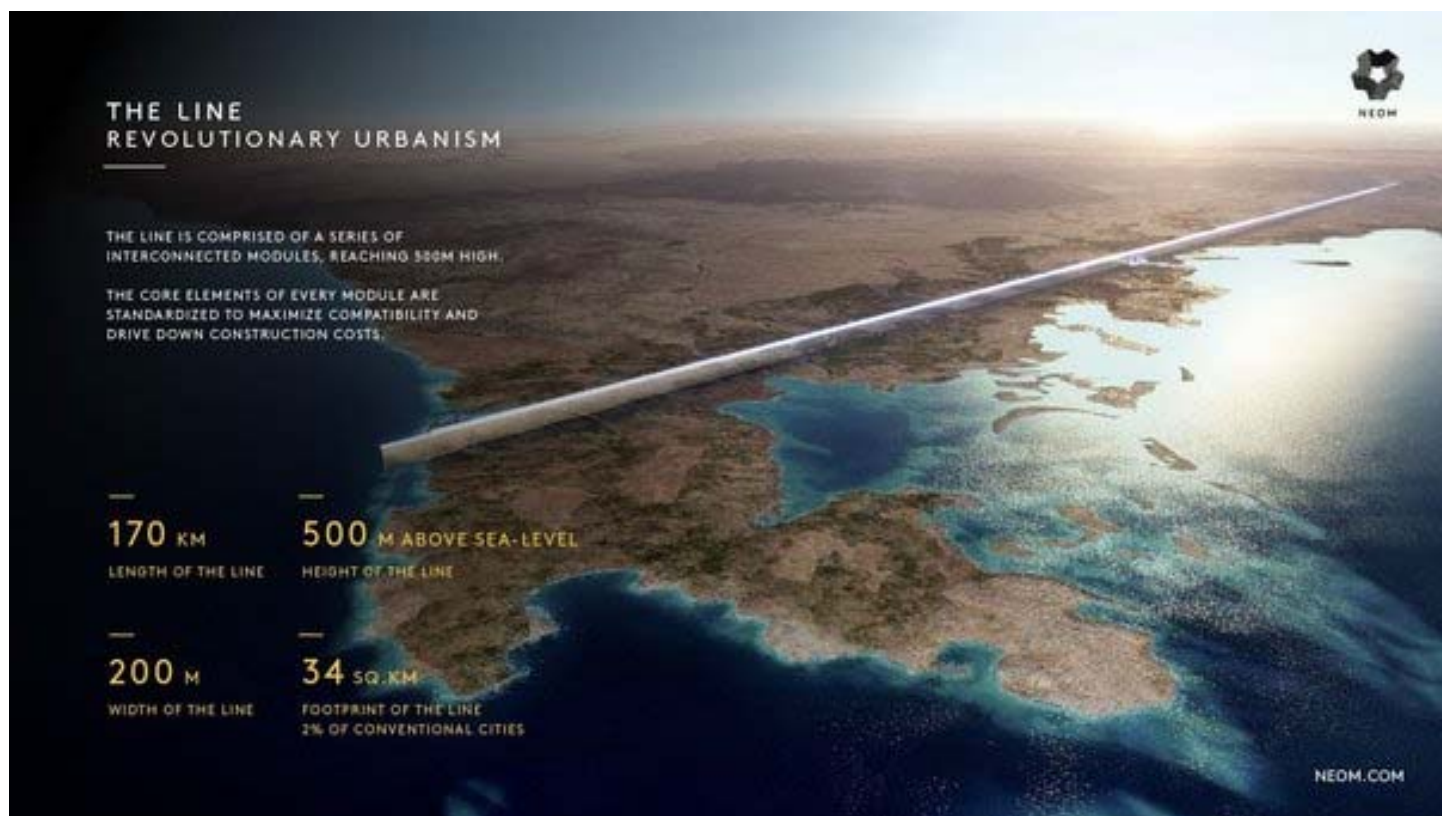 THE LINE
REVOLUTIONARY URBANISM
NEOM
THE LINE IS COMPRISED OF A SERIES OF
INTERCONNECTED MODULES, REACHING 500M HIGH.
THE CORE ELEMENTS OF EVERY MODULE ARE
STANDARDIZED TO MAXIMIZE COMPATIBILITY AND
DRIVE DOWN CONSTRUCTION COSTS.
170 KM
LENGTH OF THE LINE
500 M ABOVE SEA-LEVEL
HEIGHT OF THE LINE
200 M
WIDTH OF THE LINE
34 SQ.KM
FOOTPRINT OF THE LINE
2% OF CONVENTIONAL CITIES
NEOM.COM